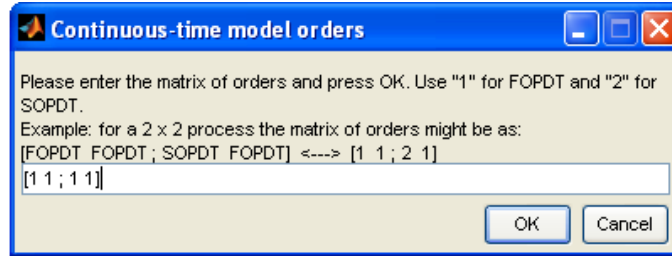 Continuous-time model orders
Please enter the matrix of orders and press OK. Use "1" for FOPDT and "2" for
SOPDT.
Example: for a 2 x 2 process the matrix of orders might be as:
[FOPDT FOPDT ; SOPDT FOPDT] <---> [1 1 ; 2 1]
[1 1 ; 1 1]
OK Cancel